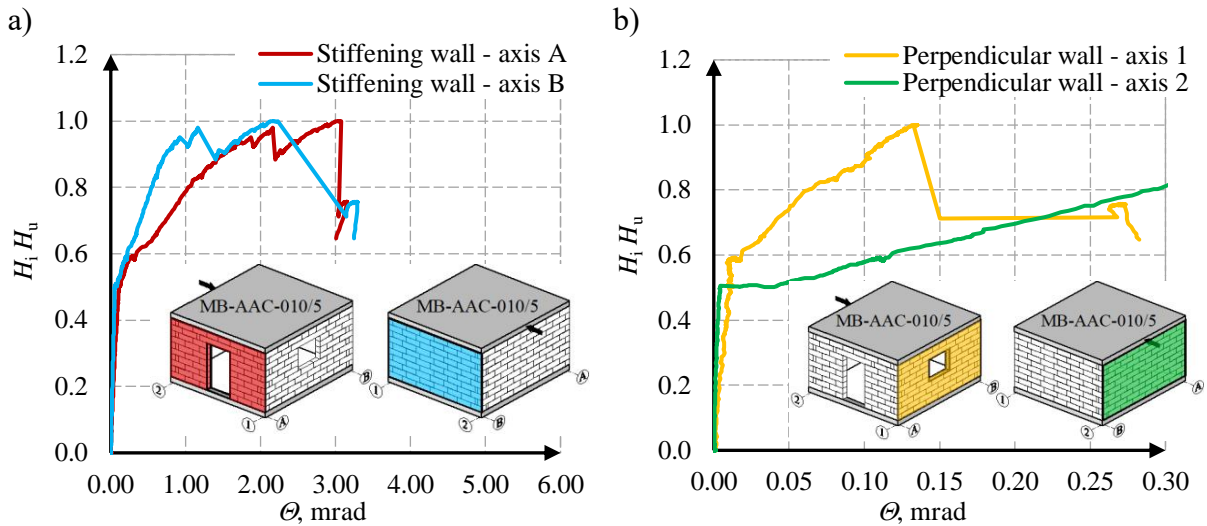 a)
Stiffening wall - axis A
Stiffening wall - axis B
1.2
1.0
0.8
0.6
0.4
0.2
0.0
Hi Hu
MB-AAC-010/5
MB-AAC-010/5
2
1
A
B
1
2
B
A
0.00 1.00 2.00 3.00 4.00 5.00 6.00
Θ, mrad
b)
Perpendicular wall - axis 1
Perpendicular wall - axis 2
1.2
1.0
0.8
0.6
0.4
0.2
0.0
Hi Hu
MB-AAC-010/5
MB-AAC-010/5
2
1
A
B
1
2
B
A
0.00 0.05 0.10 0.15 0.20 0.25 0.30
Θ, mrad